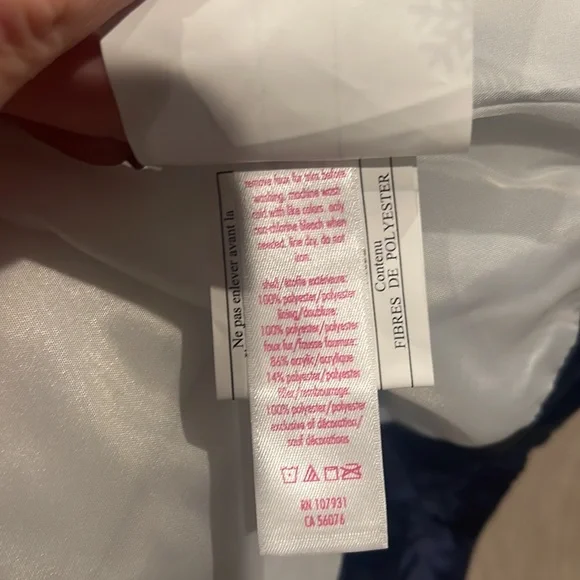 remove faux fur trim before
washing. machine wash
cold with like colors. only
non-chlorine bleach when
needed. line dry. do not
iron.
shell/étoffe extérieure:
100% polyester/polyester
lining/doublure:
100% polyester/polyester
faux fur/fausse fourrure:
86% acrylic/acrylique
14% polyester/polyester
filler/rembourrage:
100% polyester/polyester
exclusive of décoration/
sauf décorations
RN 107931
CA 56076
Ne pas enlever avant la
Contenu
FIBRES DE POLYESTER